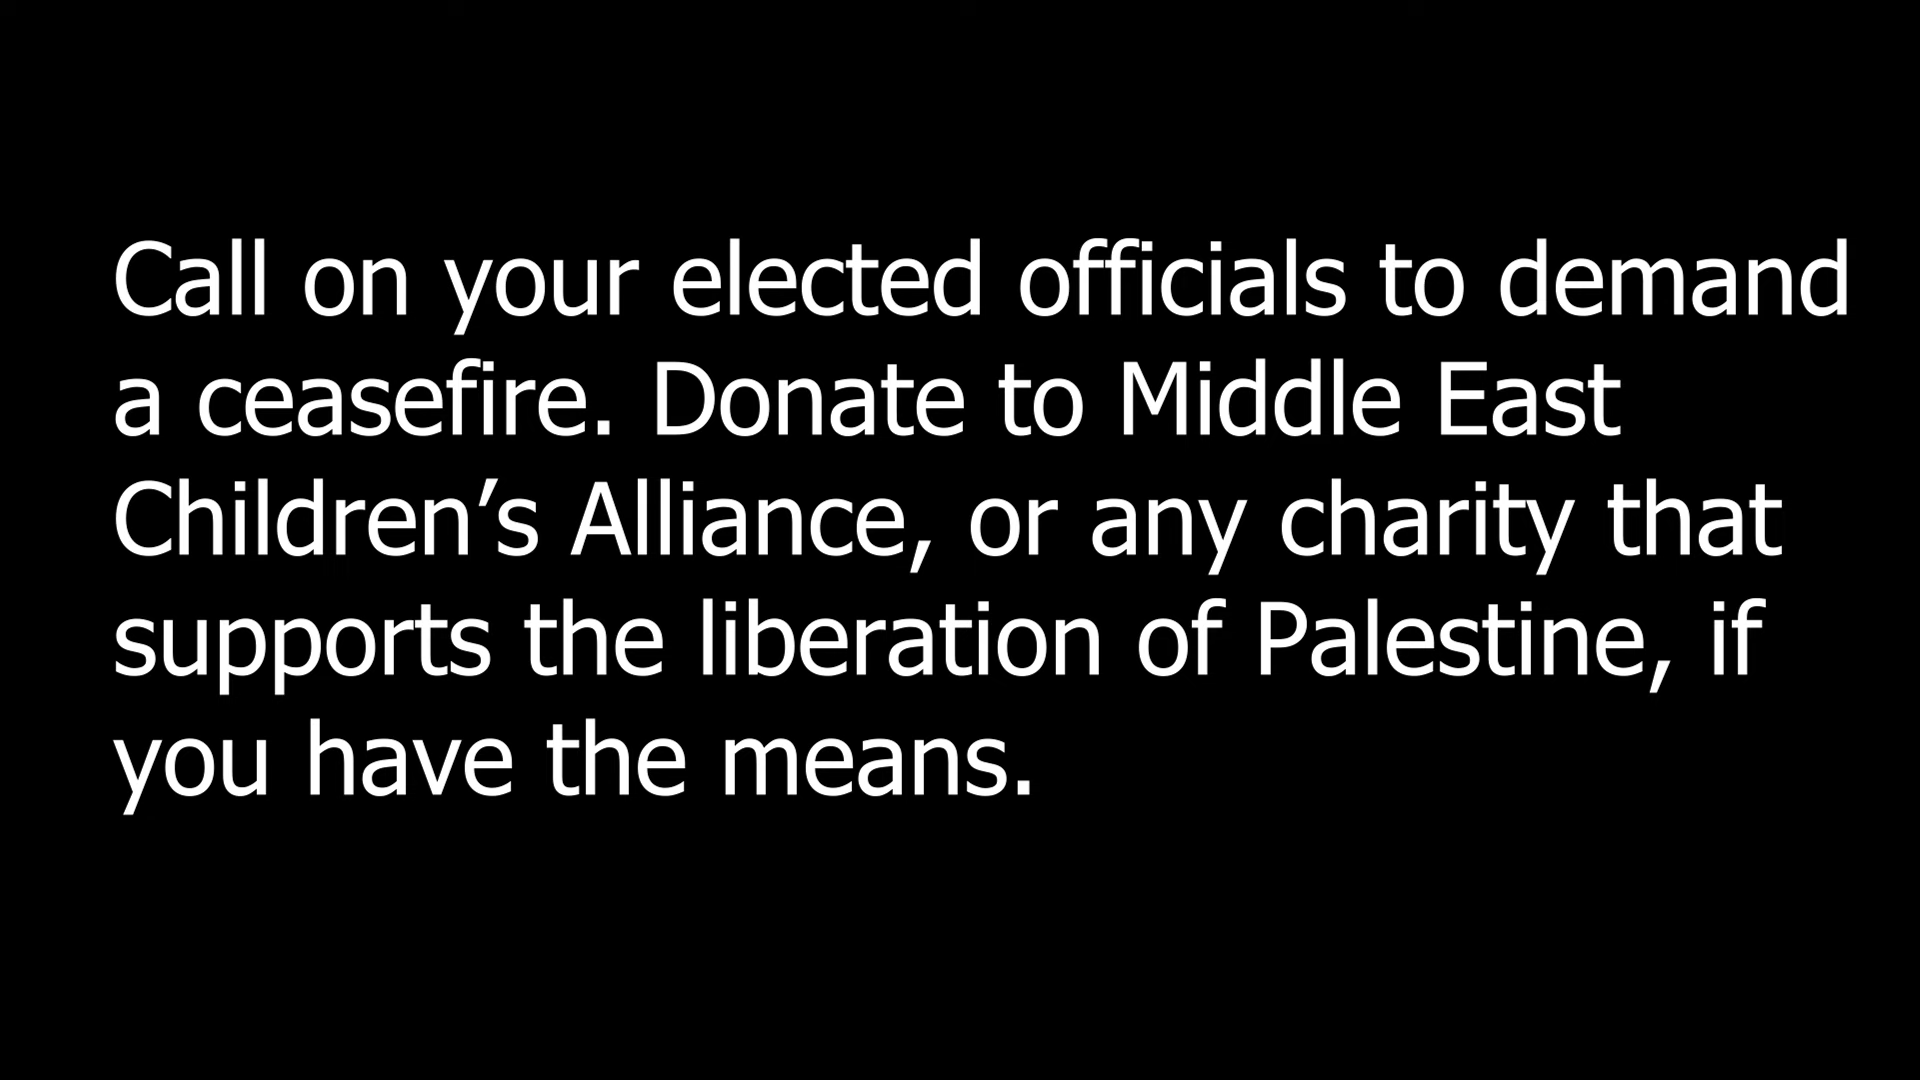 Call on your elected officials to demand
a ceasefire. Donate to Middle East
Children’s Alliance, or any charity that
supports the liberation of Palestine, if
you have the means.